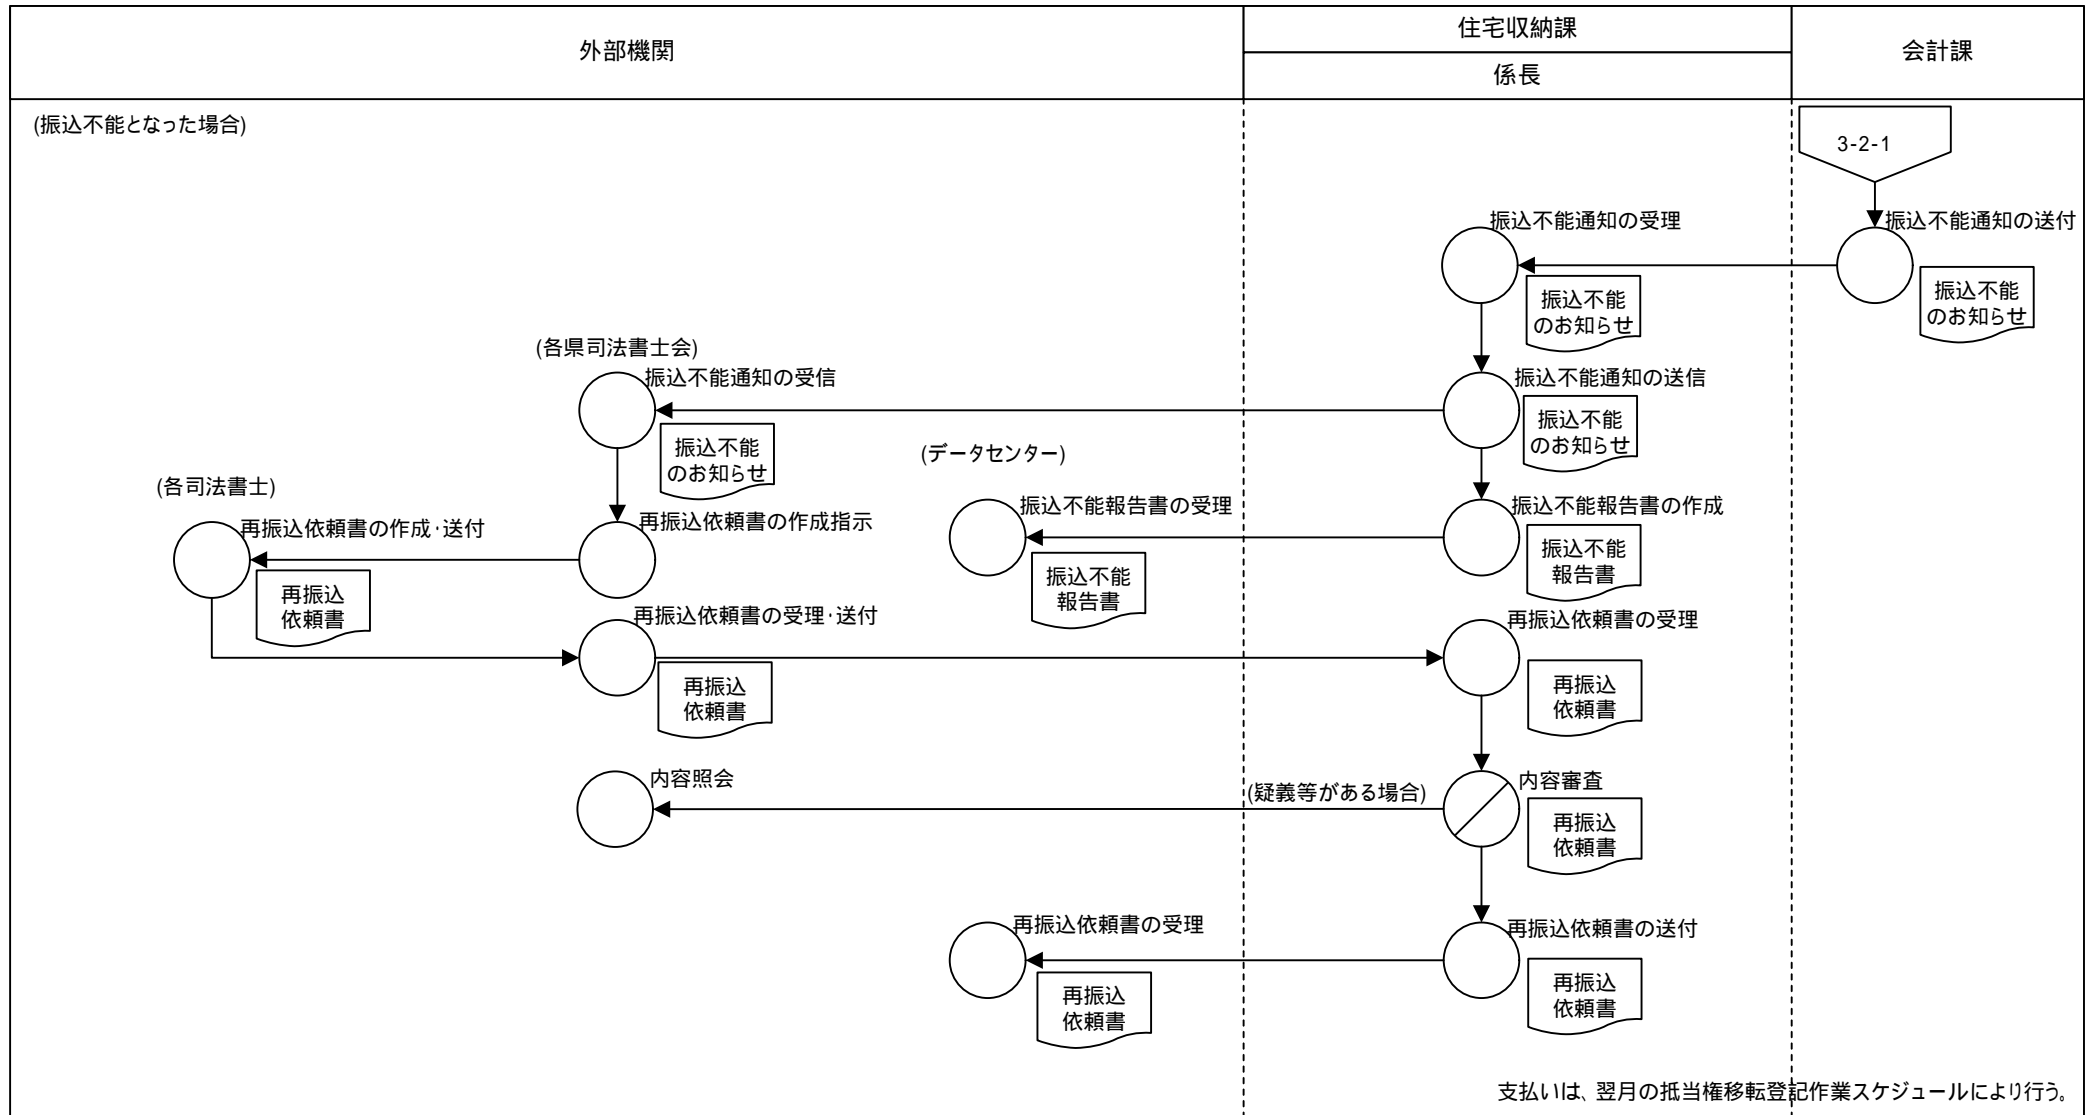 外部機関
住宅収納課
係長
会計課
(振込不能となった場合)
3-2-1
振込不能通知の受理
振込不能通知の送付
振込不能
のお知らせ
振込不能
のお知らせ
(各県司法書士会)
振込不能通知の受信
振込不能通知の送信
振込不能
のお知らせ
振込不能
のお知らせ
(データセンター)
(各司法書士)
再振込依頼書の作成・送付
再振込依頼書の作成指示
振込不能報告書の受理
振込不能報告書の作成
再振込
依頼書
振込不能
報告書
振込不能
報告書
再振込依頼書の受理・送付
再振込依頼書の受理
再振込
依頼書
再振込
依頼書
内容照会
(疑義等がある場合)
内容審査
再振込
依頼書
再振込依頼書の受理
再振込依頼書の送付
再振込
依頼書
再振込
依頼書
支払いは、翌月の抵当権移転登記作業スケジュールにより行う。